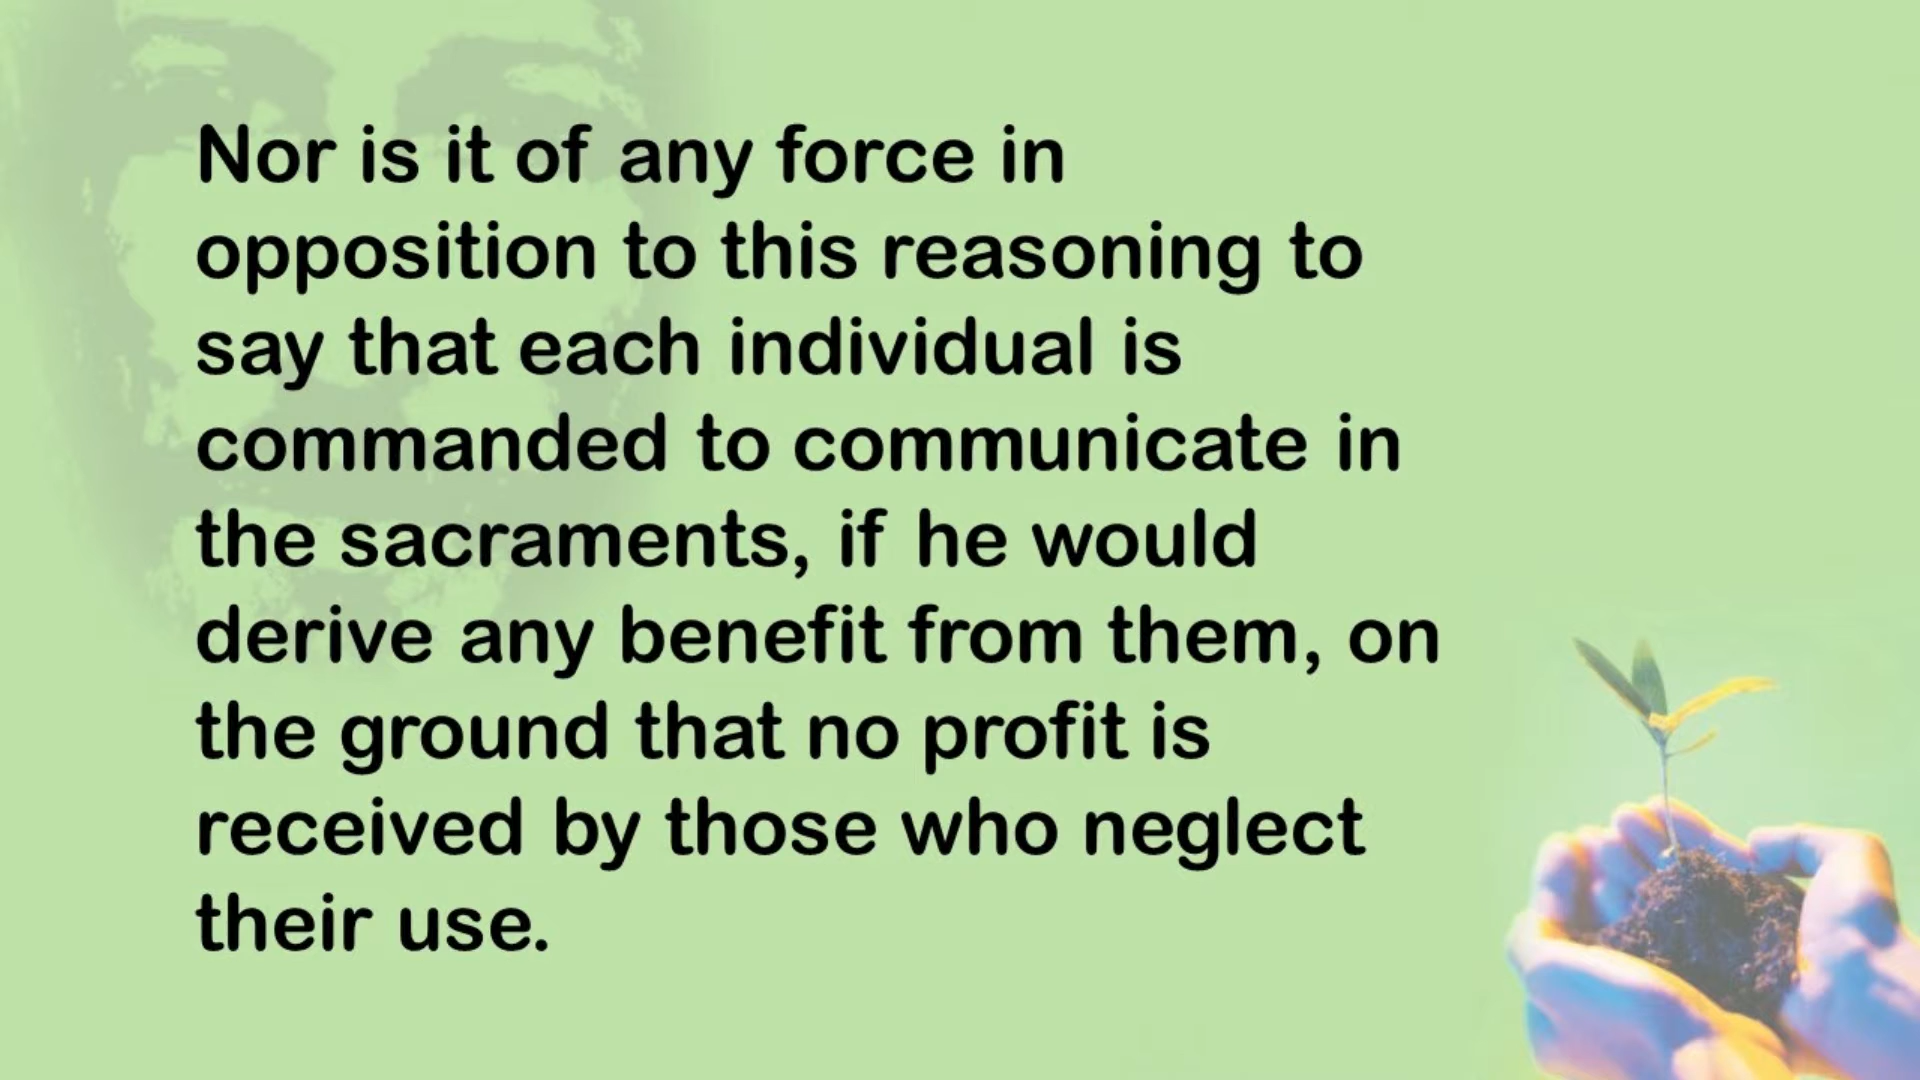 Nor is it of any force in
opposition to this reasoning to
say that each individual is
commanded to communicate in
the sacraments, if he would
derive any benefit from them, on
the ground that no profit is
received by those who neglect
their use.